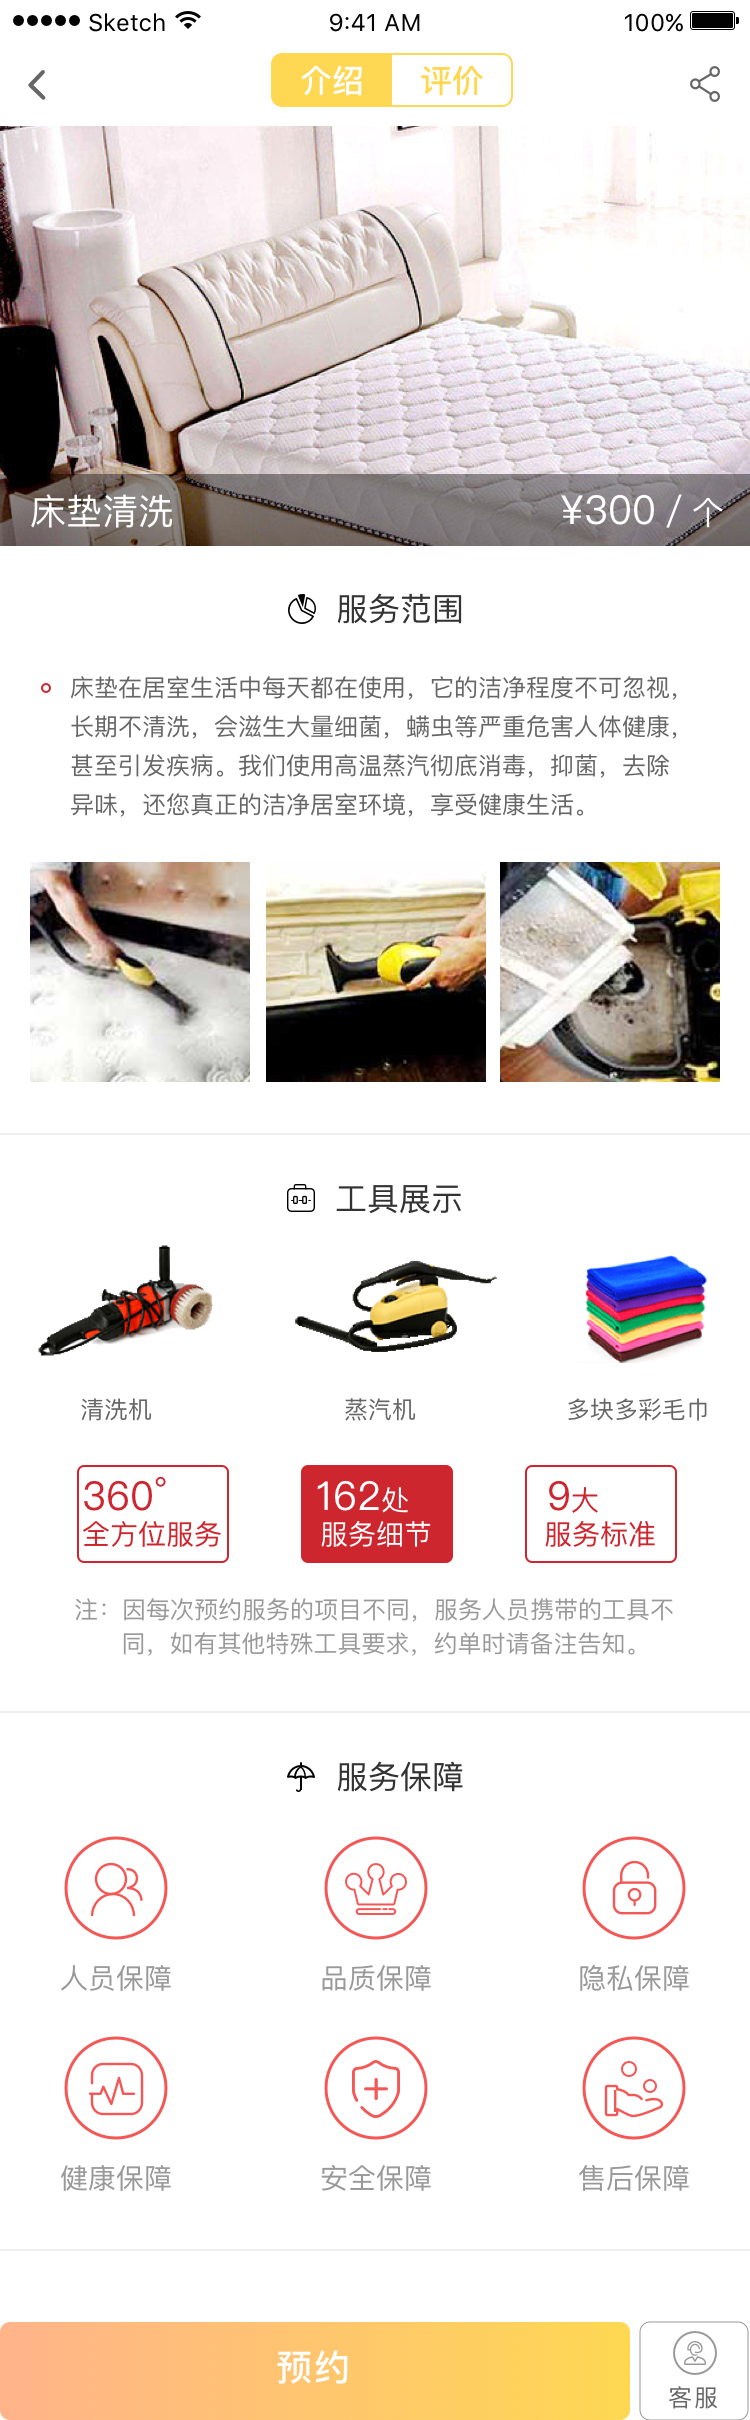 Sketch 9:41 AM 100%
介绍 评价
床垫清洗 ¥300 / 个
服务范围
床垫在居室生活中每天都在使用，它的洁净程度不可忽视，
长期不清洗，会滋生大量细菌，螨虫等严重危害人体健康，
甚至引发疾病。我们使用高温蒸汽彻底消毒，抑菌，去除
异味，还您真正的洁净居室环境，享受健康生活。
工具展示
清洗机 蒸汽机 多块多彩毛巾
360°
全方位服务
162处
服务细节
9大
服务标准
注：因每次预约服务的项目不同，服务人员携带的工具不
同，如有其他特殊工具要求，约单时请备注告知。
服务保障
人员保障 品质保障 隐私保障
健康保障 安全保障 售后保障
预约
客服